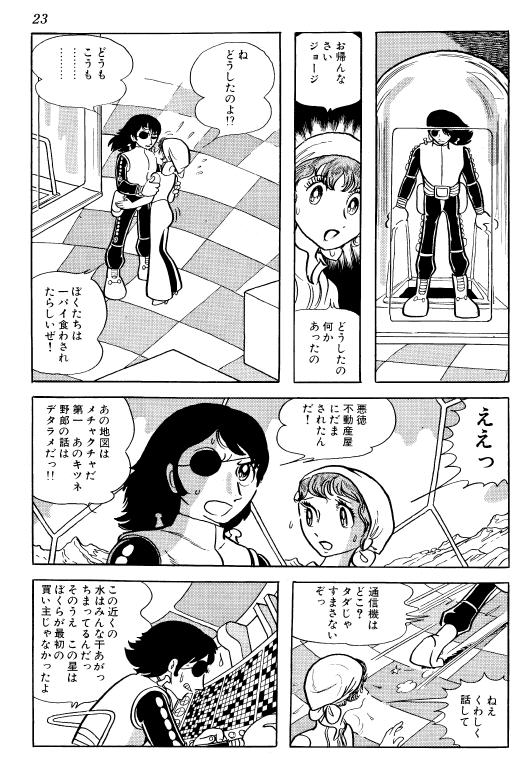 23
お帰んな
さい
ジョージ
どうしたの
何か
あったの
ね
どうしたのよ!?
どうも
こうも
………
ぼくたちは
一パイ食わされ
たらしいぜ!
ええっ
悪徳
不動産屋
にだま
されたん
だ!
あの地図は
メチャクチャだ
第一 あのキツネ
野郎の話は
デタラメだっ!!
ねえ
くわしく
話して
通信機は
どこ?
タダじゃ
すまさない
ぞっ
この近くの
水はみんな干あがっ
ちまってるんだっ
そのうえ この星は
ぼくらが最初の
買い主じゃなかったよ